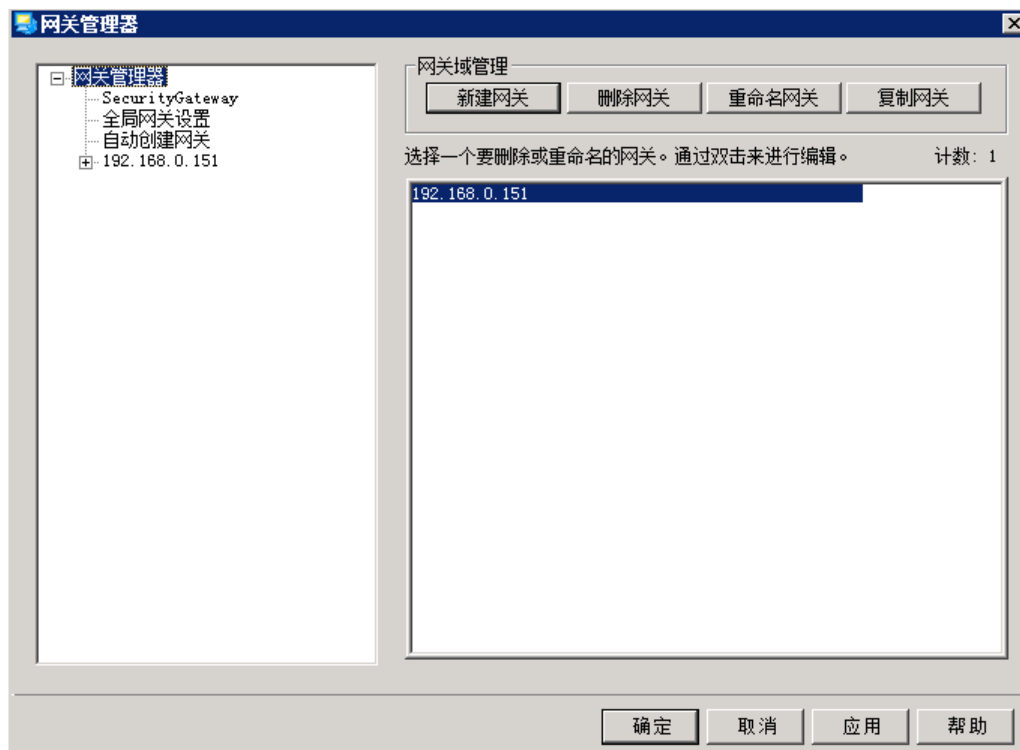 网关管理器
网关管理器
SecurityGateway
全局网关设置
自动创建网关
192.168.0.151
网关域管理
新建网关 删除网关 重命名网关 复制网关
选择一个要删除或重命名的网关。通过双击来进行编辑。 计数: 1
192.168.0.151
确定 取消 应用 帮助